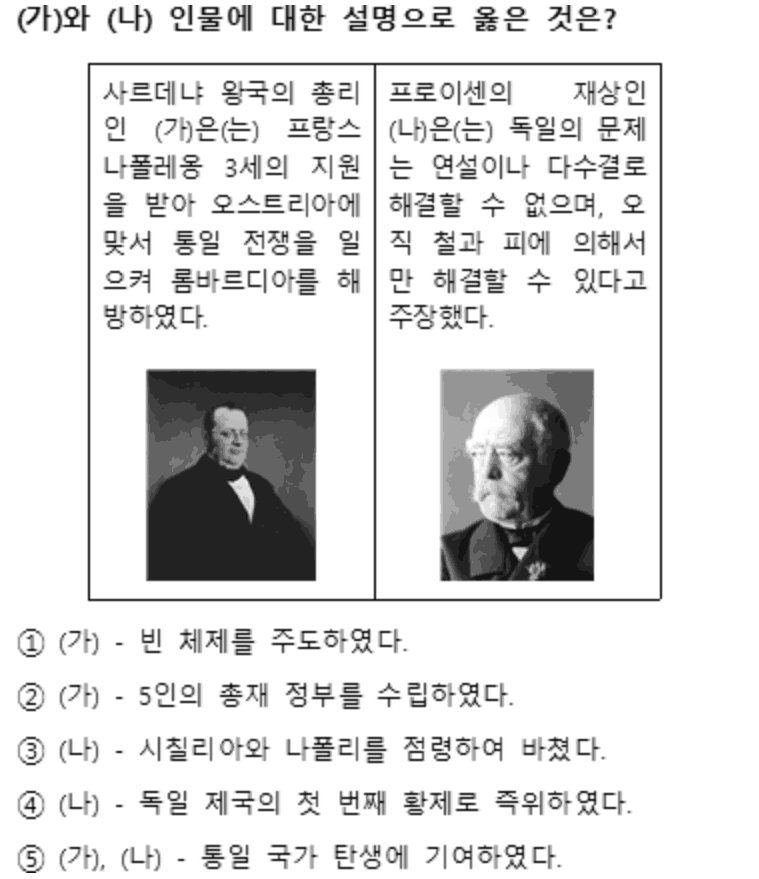 (가)와 (나) 인물에 대한 설명으로 옳은 것은?
사르데냐 왕국의 총리
인 (가)은(는) 프랑스
나폴레옹 3세의 지원
을 받아 오스트리아에
맞서 통일 전쟁을 일
으켜 롬바르디아를 해
방하였다.
프로이센의 재상인
(나)은(는) 독일의 문제
는 연설이나 다수결로
해결할 수 없으며, 오
직 철과 피에 의해서
만 해결할 수 있다고
주장했다.
① (가) - 빈 체제를 주도하였다.
② (가) - 5인의 총재 정부를 수립하였다.
③ (나) - 시칠리아와 나폴리를 점령하여 바쳤다.
④ (나) - 독일 제국의 첫 번째 황제로 즉위하였다.
⑤ (가), (나) - 통일 국가 탄생에 기여하였다.